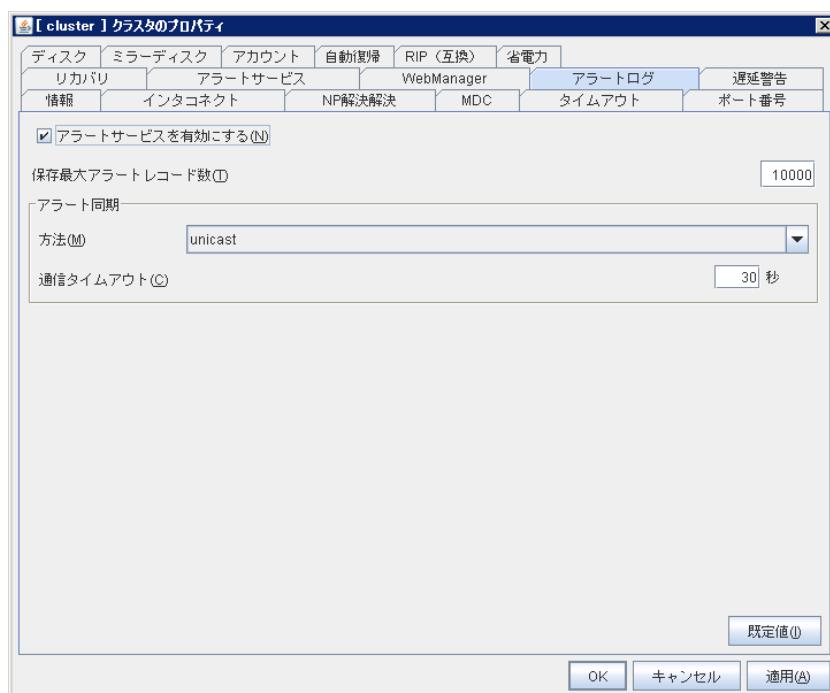 [ cluster ] クラスタのプロパティ
ディスク ミラーディスク アカウント 自動復帰 RIP（互換） 省電力
リカバリ アラートサービス WebManager アラートログ 遅延警告
情報 インタコネクト NP解決解決 MDC タイムアウト ポート番号
アラートサービスを有効にする(N)
保存最大アラートレコード数(T) 10000
アラート同期
方法(M) unicast
通信タイムアウト(C) 30 秒
既定値(I)
OK キャンセル 適用(A)